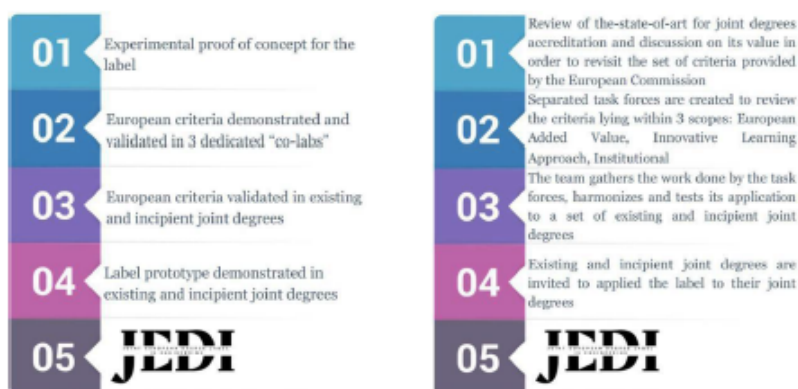 01
Experimental proof of concept for the
label
02
European criteria demonstrated and
validated in 3 dedicated “co-labs”
03
European criteria validated in existing
and incipient joint degrees
04
Label prototype demonstrated in
existing and incipient joint degrees
05
JEDI
01
Review of the-state-of-art for joint degrees
accreditation and discussion on its value in
order to revisit the set of criteria provided
by the European Commission
02
Separated task forces are created to review
the criteria lying within 3 scopes: European
Added Value, Innovative Learning
Approach, Institutional
03
The team gathers the work done by the task
forces, harmonizes and tests its application
to a set of existing and incipient joint
degrees
04
Existing and incipient joint degrees are
invited to applied the label to their joint
degrees
05
JEDI